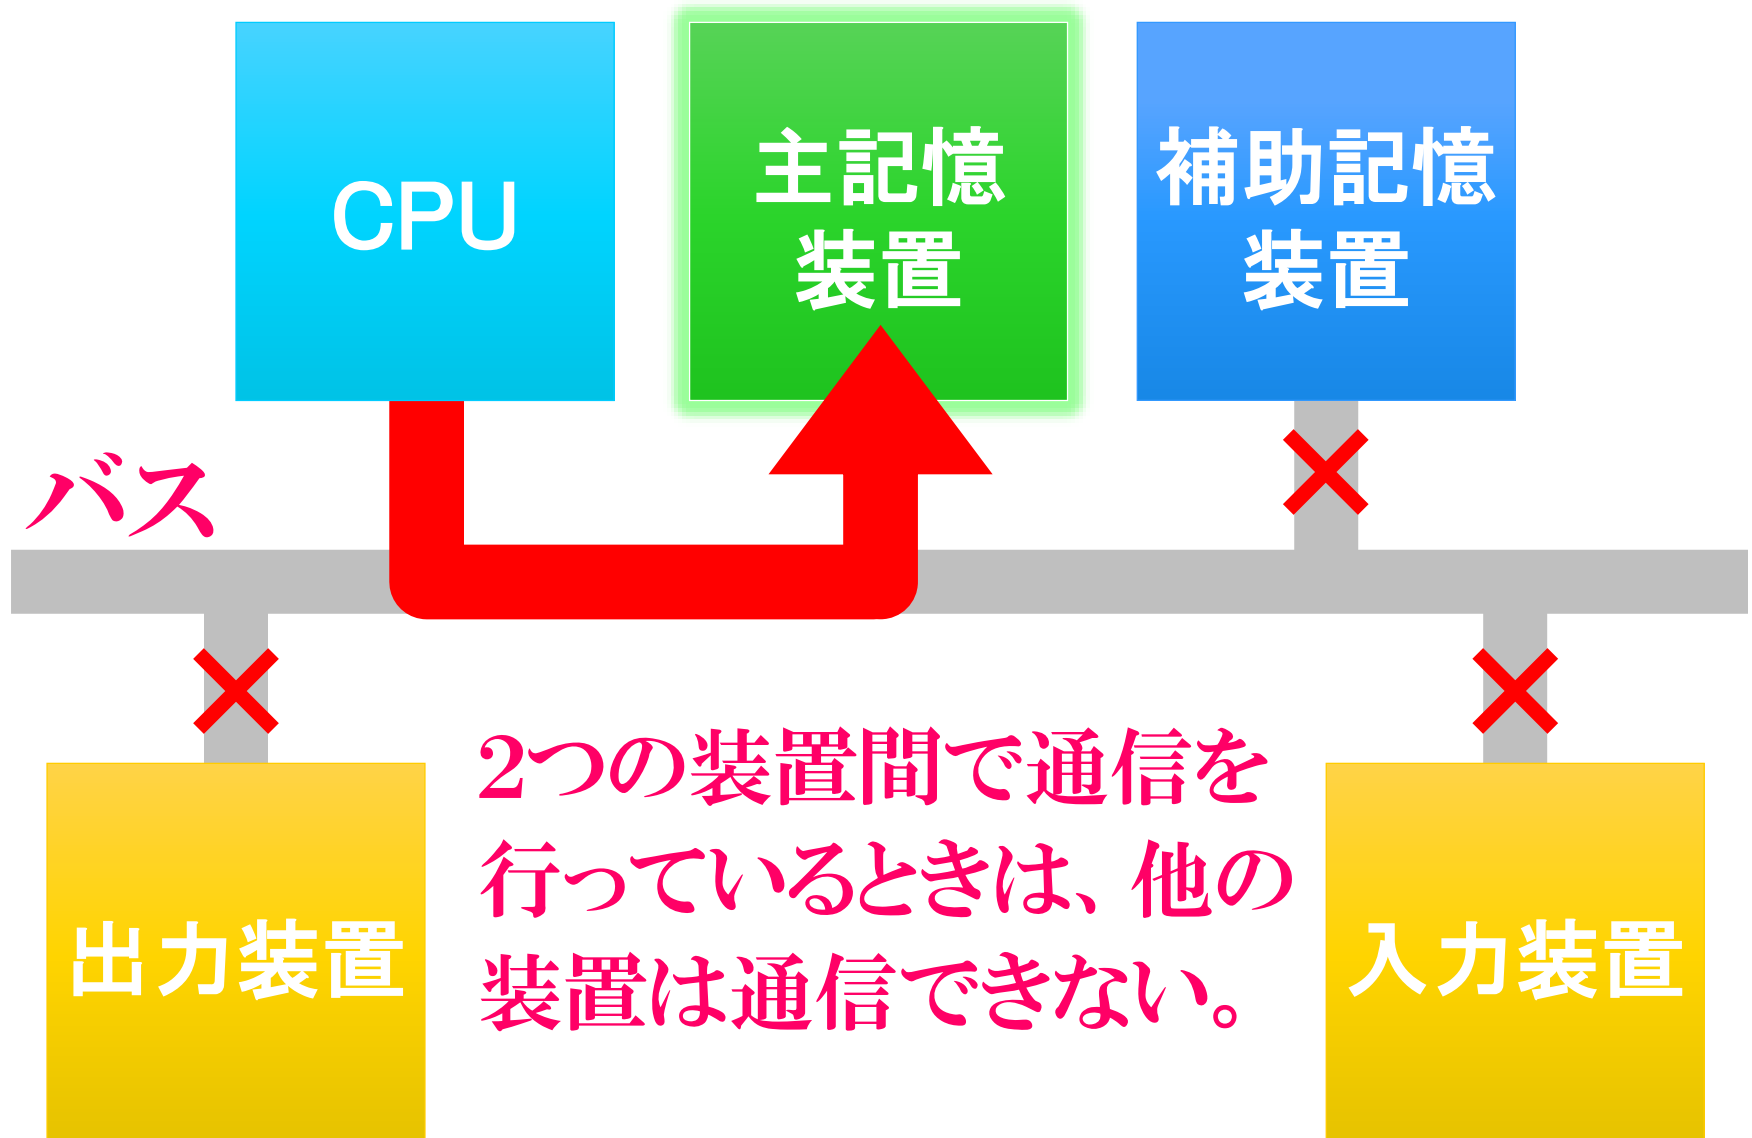 CPU
主記憶
装置
補助記憶
装置
バス
2つの装置間で通信を
行っているときは、他の
装置は通信できない。
出力装置
入力装置